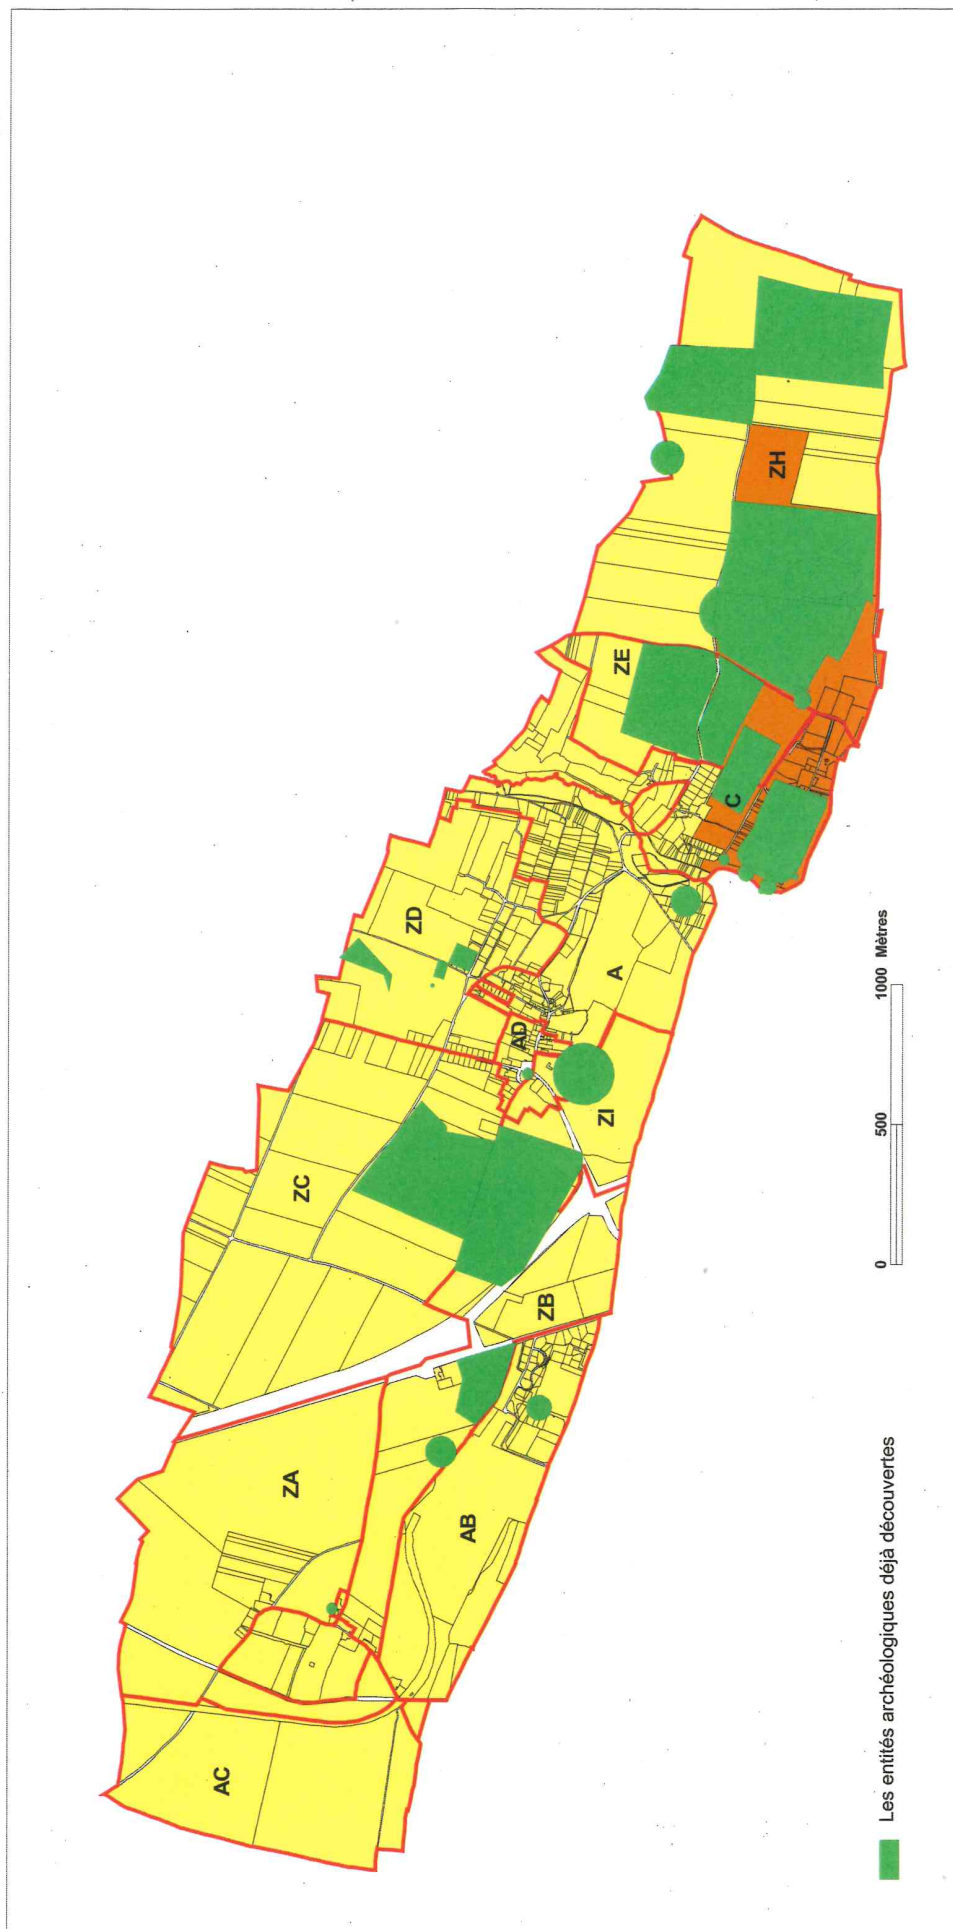 AC
ZA
AB
ZB
ZC
ZI
AD
ZD
A
C
ZE
ZH
0 500 1000 Mètres
Les entités archéologiques déjà découvertes